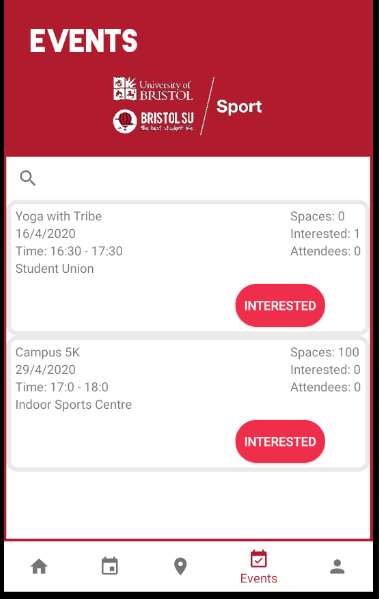 EVENTS
University of
BRISTOL
BRISTOL SU
the best student life
Sport
Yoga with Tribe
16/4/2020
Time: 16:30 - 17:30
Student Union
Spaces: 0
Interested: 1
Attendees: 0
INTERESTED
Campus 5K
29/4/2020
Time: 17:0 - 18:0
Indoor Sports Centre
Spaces: 100
Interested: 0
Attendees: 0
INTERESTED
Events